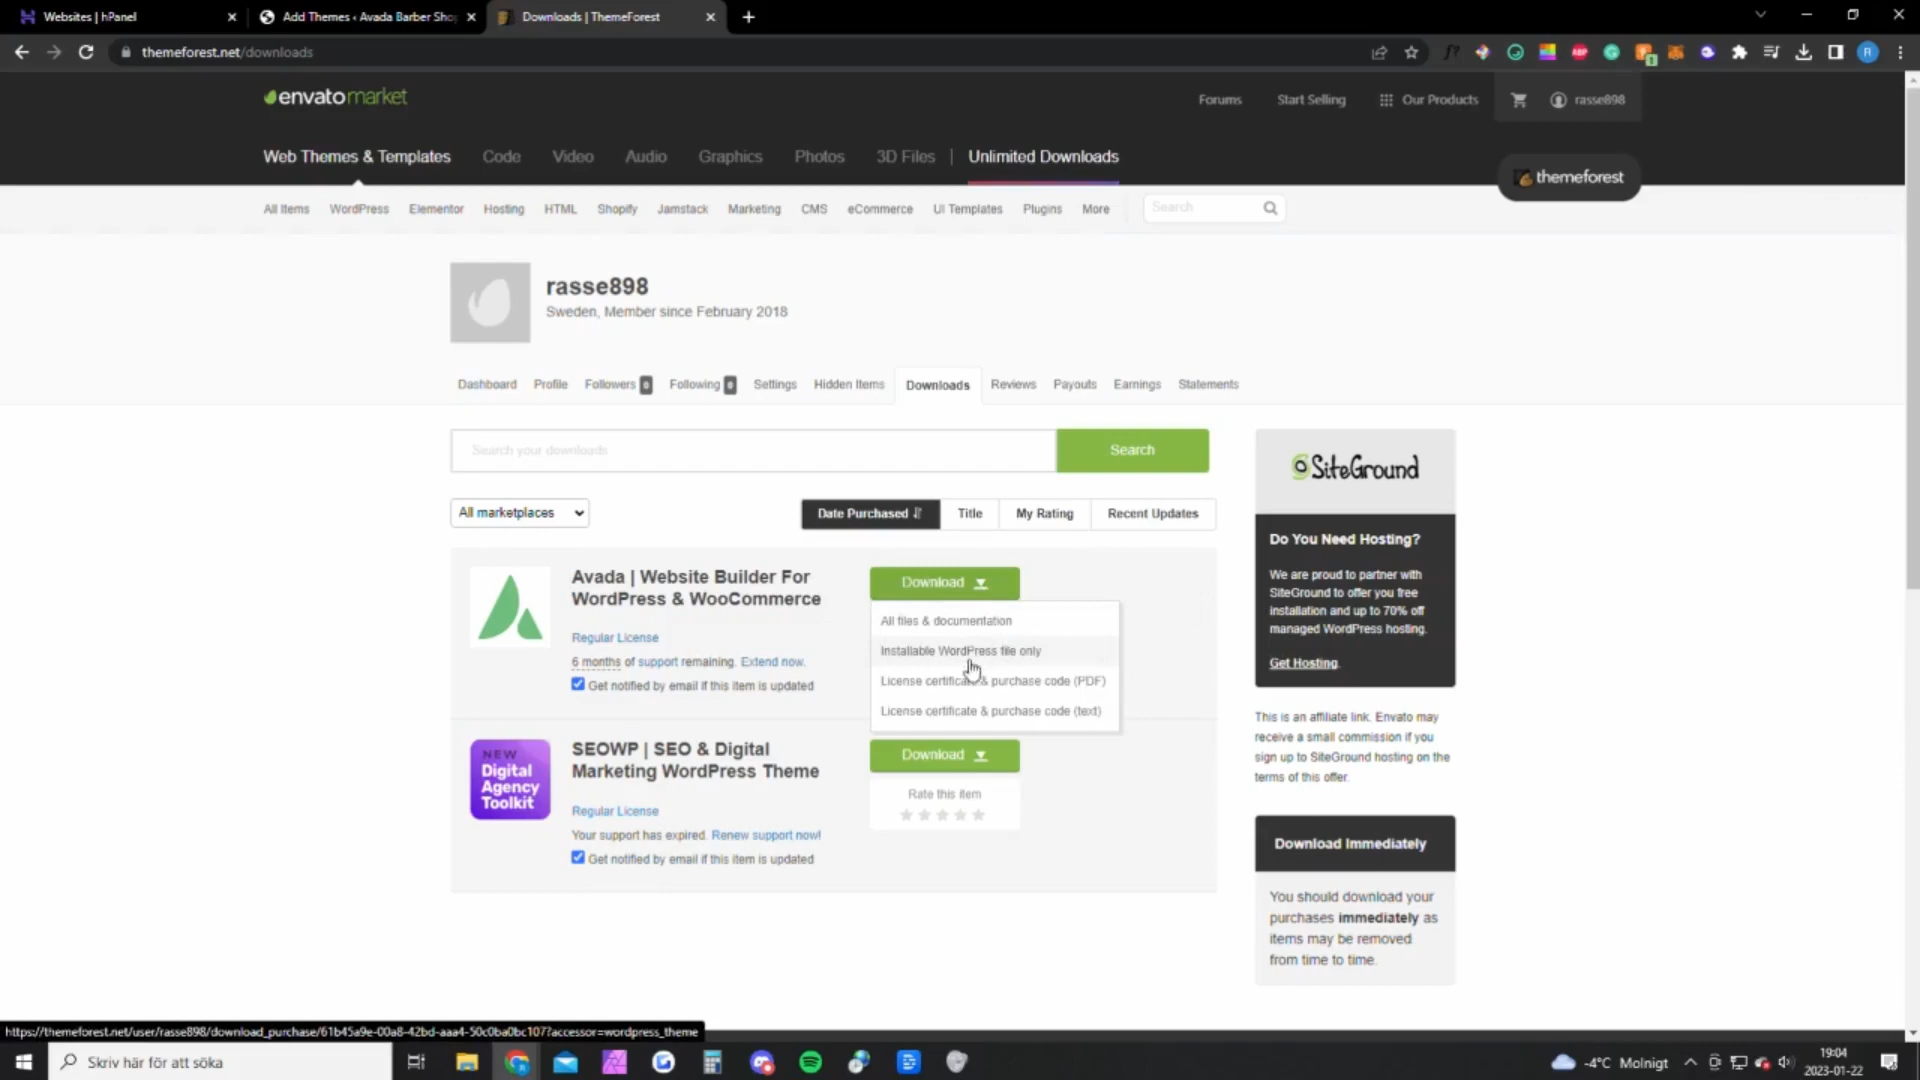 Websites | hPanel
Add Themes ‹ Avada Barber Sho
Downloads | ThemeForest
themeforest.net/downloads
envatomarket
Forums
Start Selling
Our Products
rasse898
Web Themes & Templates
Code
Video
Audio
Graphics
Photos
3D Files
Unlimited Downloads
themeforest
All Items
WordPress
Elementor
Hosting
HTML
Shopify
Jamstack
Marketing
CMS
eCommerce
UI Templates
Plugins
More
Search
rasse898
Sweden, Member since February 2018
Dashboard
Profile
Followers 0
Following 0
Settings
Hidden Items
Downloads
Reviews
Payouts
Earnings
Statements
Search your downloads
Search
All marketplaces
Date Purchased
Title
My Rating
Recent Updates
Avada | Website Builder For
WordPress & WooCommerce
Regular License
6 months of support remaining. Extend now.
Get notified by email if this item is updated
Download
All files & documentation
Installable WordPress file only
License certificate & purchase code (PDF)
License certificate & purchase code (text)
NEW
Digital
Agency
Toolkit
SEOWP | SEO & Digital
Marketing WordPress Theme
Regular License
Your support has expired. Renew support now!
Get notified by email if this item is updated
Download
Rate this item
SiteGround
Do You Need Hosting?
We are proud to partner with
SiteGround to offer you free
installation and up to 70% off
managed WordPress hosting.
Get Hosting.
This is an affiliate link. Envato may
receive a small commission if you
sign up to SiteGround hosting on the
terms of this offer.
Download Immediately
You should download your
purchases immediately as
items may be removed
from time to time.
https://themeforest.net/user/rasse898/download_purchase/61b45a9e-00a8-42bd-aaa4-50c0ba0bc107?accessor=wordpress_theme
Skriv här för att söka
-4°C Molnigt
19:04
2023-01-22